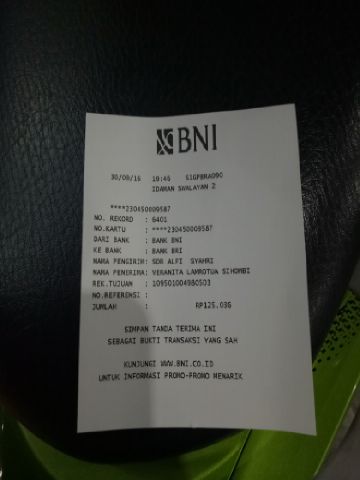 BNI
30/09/16 19:46 S1GPBRA090
IDAMAN SWALAYAN 2
****230450009587
NO. REKORD : 6401
NO.KARTU : ****230450009587
DARI BANK : BANK BNI
KE BANK : BANK BRI
NAMA PENGIRIM: SDR ALFI SYAHRI
NAMA PENERIMA: VERANITA LAMROTUA SIHOMBI
REK.TUJUAN : 109501004980503
NO.REFERENSI :
JUMLAH : RP125.036
SIMPAN TANDA TERIMA INI
SEBAGAI BUKTI TRANSAKSI YANG SAH
KUNJUNGI WWW.BNI.CO.ID
UNTUK INFORMASI PROMO-PROMO MENARIK